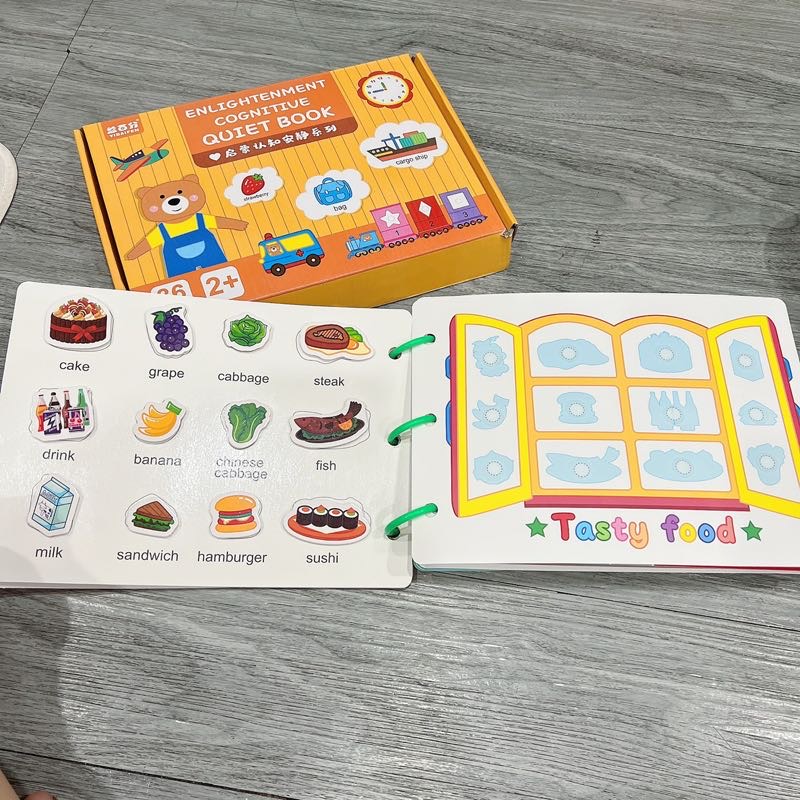 益百分
YIBAIFEN
ENLIGHTENMENT
COGNITIVE
QUIET BOOK
启蒙认知安静系列
strawberry
bag
cargo ship
1
2
3
2+
cake
grape
cabbage
steak
drink
banana
chinese
cabbage
fish
milk
sandwich
hamburger
sushi
Tasty food